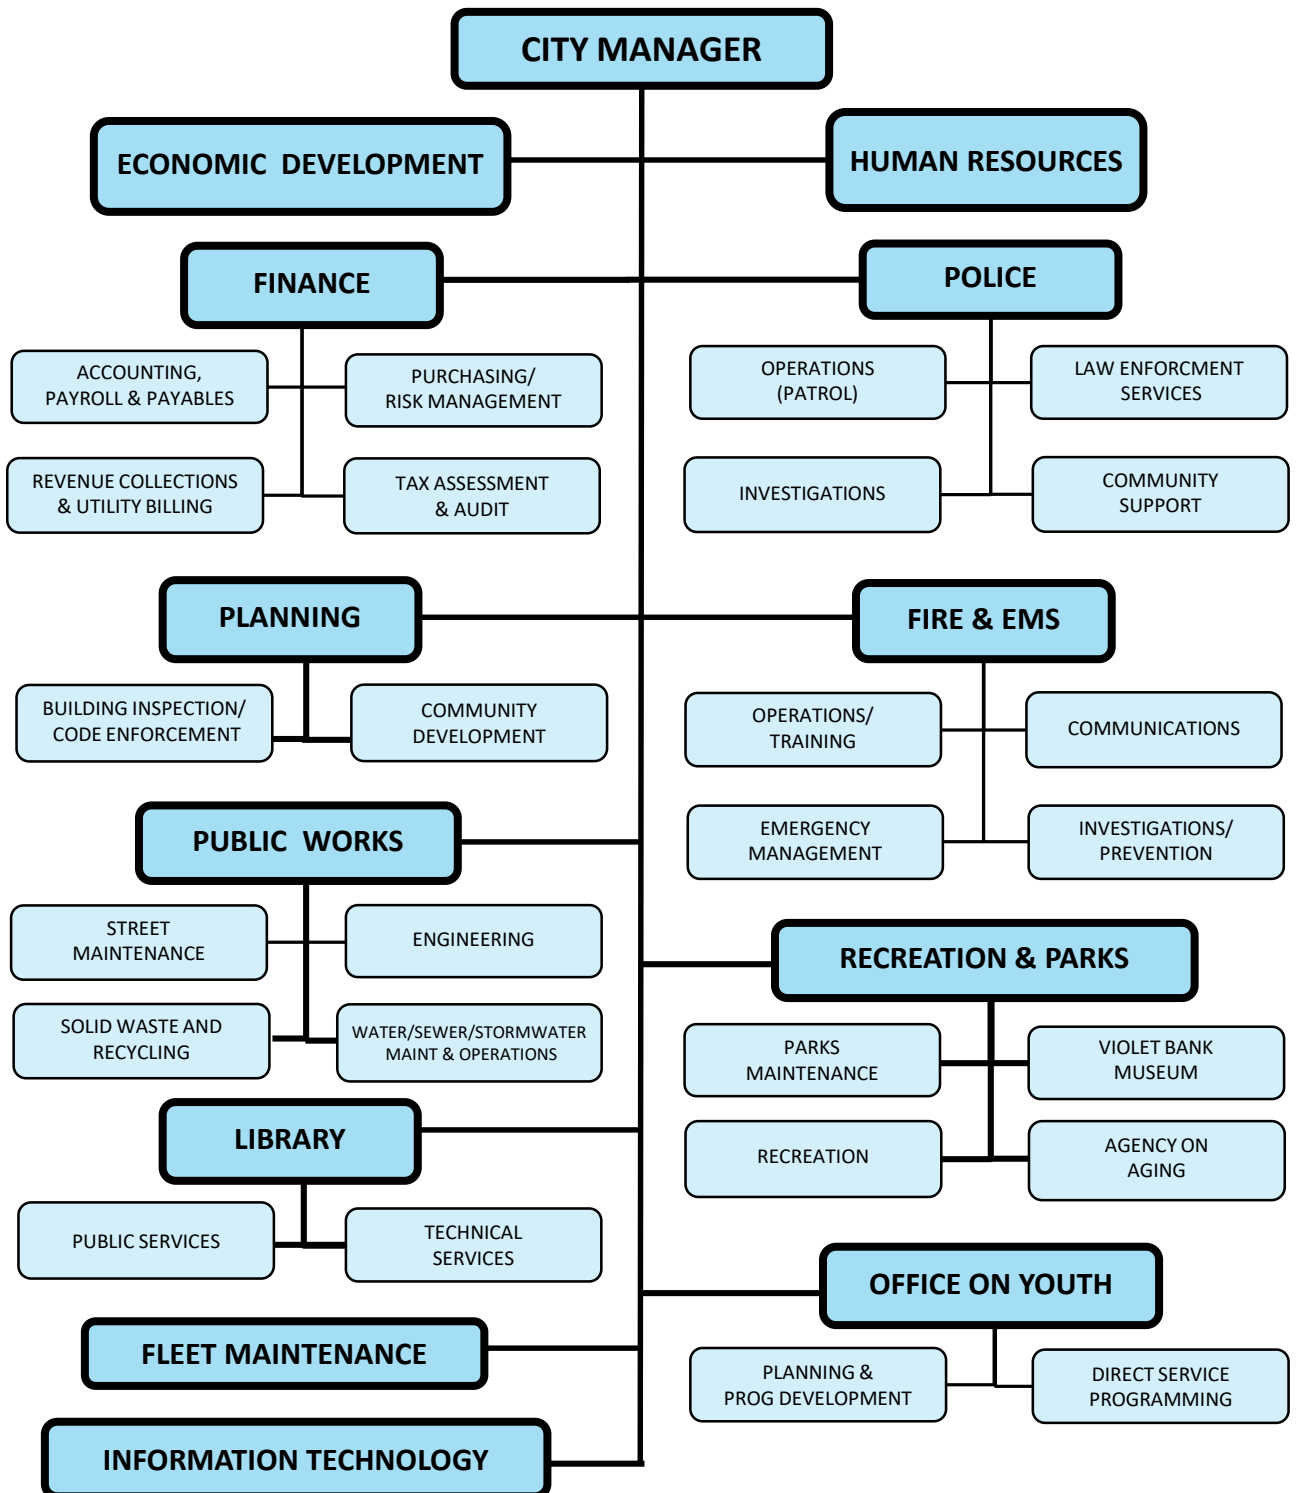 CITY MANAGER
ECONOMIC DEVELOPMENT
HUMAN RESOURCES
FINANCE
POLICE
ACCOUNTING,
PAYROLL & PAYABLES
PURCHASING/
RISK MANAGEMENT
OPERATIONS
(PATROL)
LAW ENFORCMENT
SERVICES
REVENUE COLLECTIONS
& UTILITY BILLING
TAX ASSESSMENT
& AUDIT
INVESTIGATIONS
COMMUNITY
SUPPORT
PLANNING
FIRE & EMS
BUILDING INSPECTION/
CODE ENFORCEMENT
COMMUNITY
DEVELOPMENT
OPERATIONS/
TRAINING
COMMUNICATIONS
PUBLIC WORKS
EMERGENCY
MANAGEMENT
INVESTIGATIONS/
PREVENTION
STREET
MAINTENANCE
ENGINEERING
RECREATION & PARKS
SOLID WASTE AND
RECYCLING
WATER/SEWER/STORMWATER
MAINT & OPERATIONS
PARKS
MAINTENANCE
VIOLET BANK
MUSEUM
LIBRARY
RECREATION
AGENCY ON
AGING
PUBLIC SERVICES
TECHNICAL
SERVICES
OFFICE ON YOUTH
FLEET MAINTENANCE
PLANNING &
PROG DEVELOPMENT
DIRECT SERVICE
PROGRAMMING
INFORMATION TECHNOLOGY